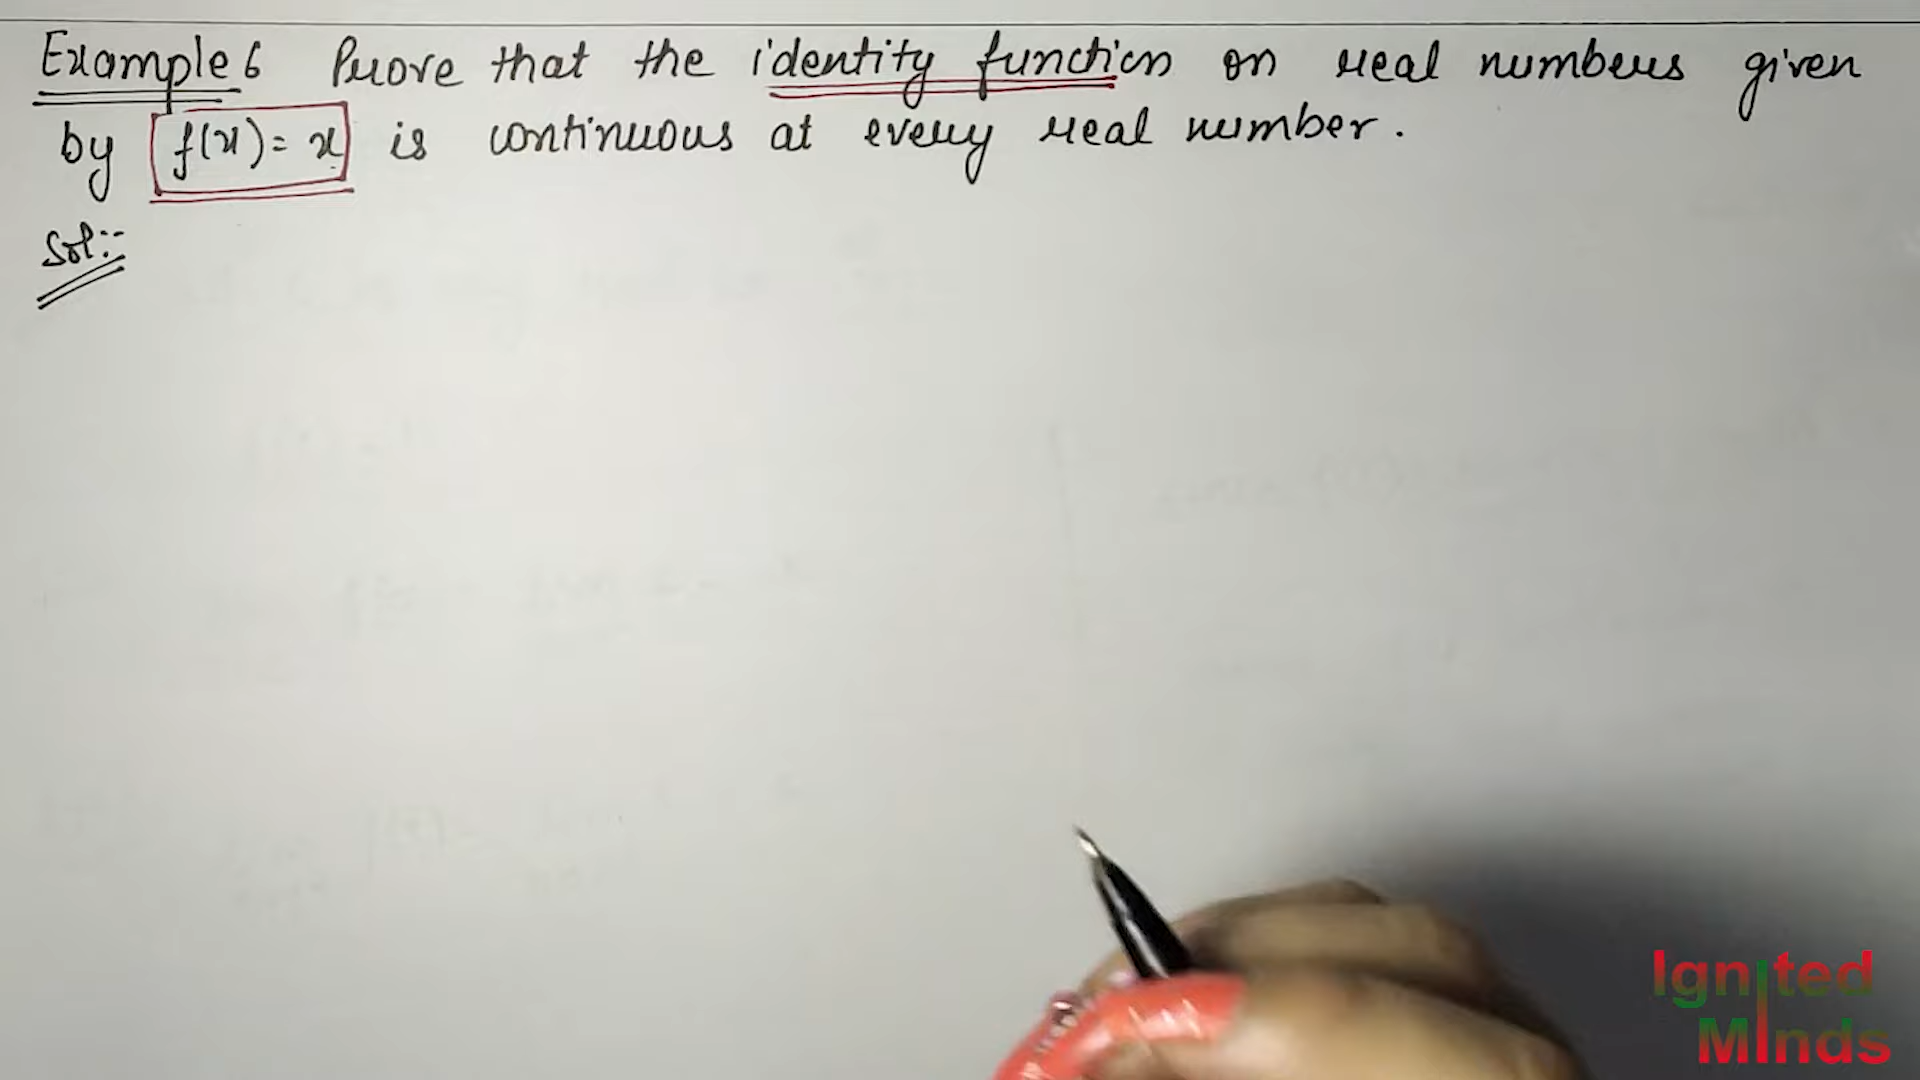 Example 6 Prove that the identity function on real numbers given
by f(x) = x is continuous at every real number.
Sol:-
Ignited
Minds